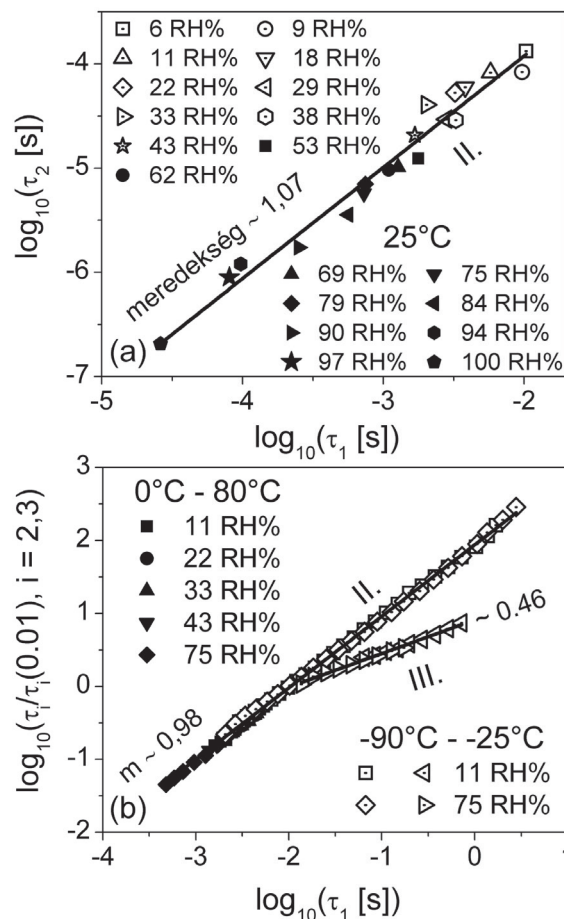 6 RH% 9 RH%
11 RH% 18 RH%
22 RH% 29 RH%
33 RH% 38 RH%
43 RH% 53 RH%
62 RH%
II.
meredekség ~ 1,07
25°C
69 RH% 75 RH%
79 RH% 84 RH%
90 RH% 94 RH%
97 RH% 100 RH%
(a)
-4
-5
-6
-7
log₁₀(τ₂ [s])
-5 -4 -3 -2
log₁₀(τ₁ [s])
3
2
1
0
-1
-2
log₁₀(τᵢ/τᵢ(0.01), i = 2,3)
0°C - 80°C
11 RH%
22 RH%
33 RH%
43 RH%
75 RH%
II.
~ 0.46
III.
m ~ 0,98
-90°C - -25°C
11 RH%
75 RH%
(b)
-4 -3 -2 -1 0 1
log₁₀(τ₁ [s])